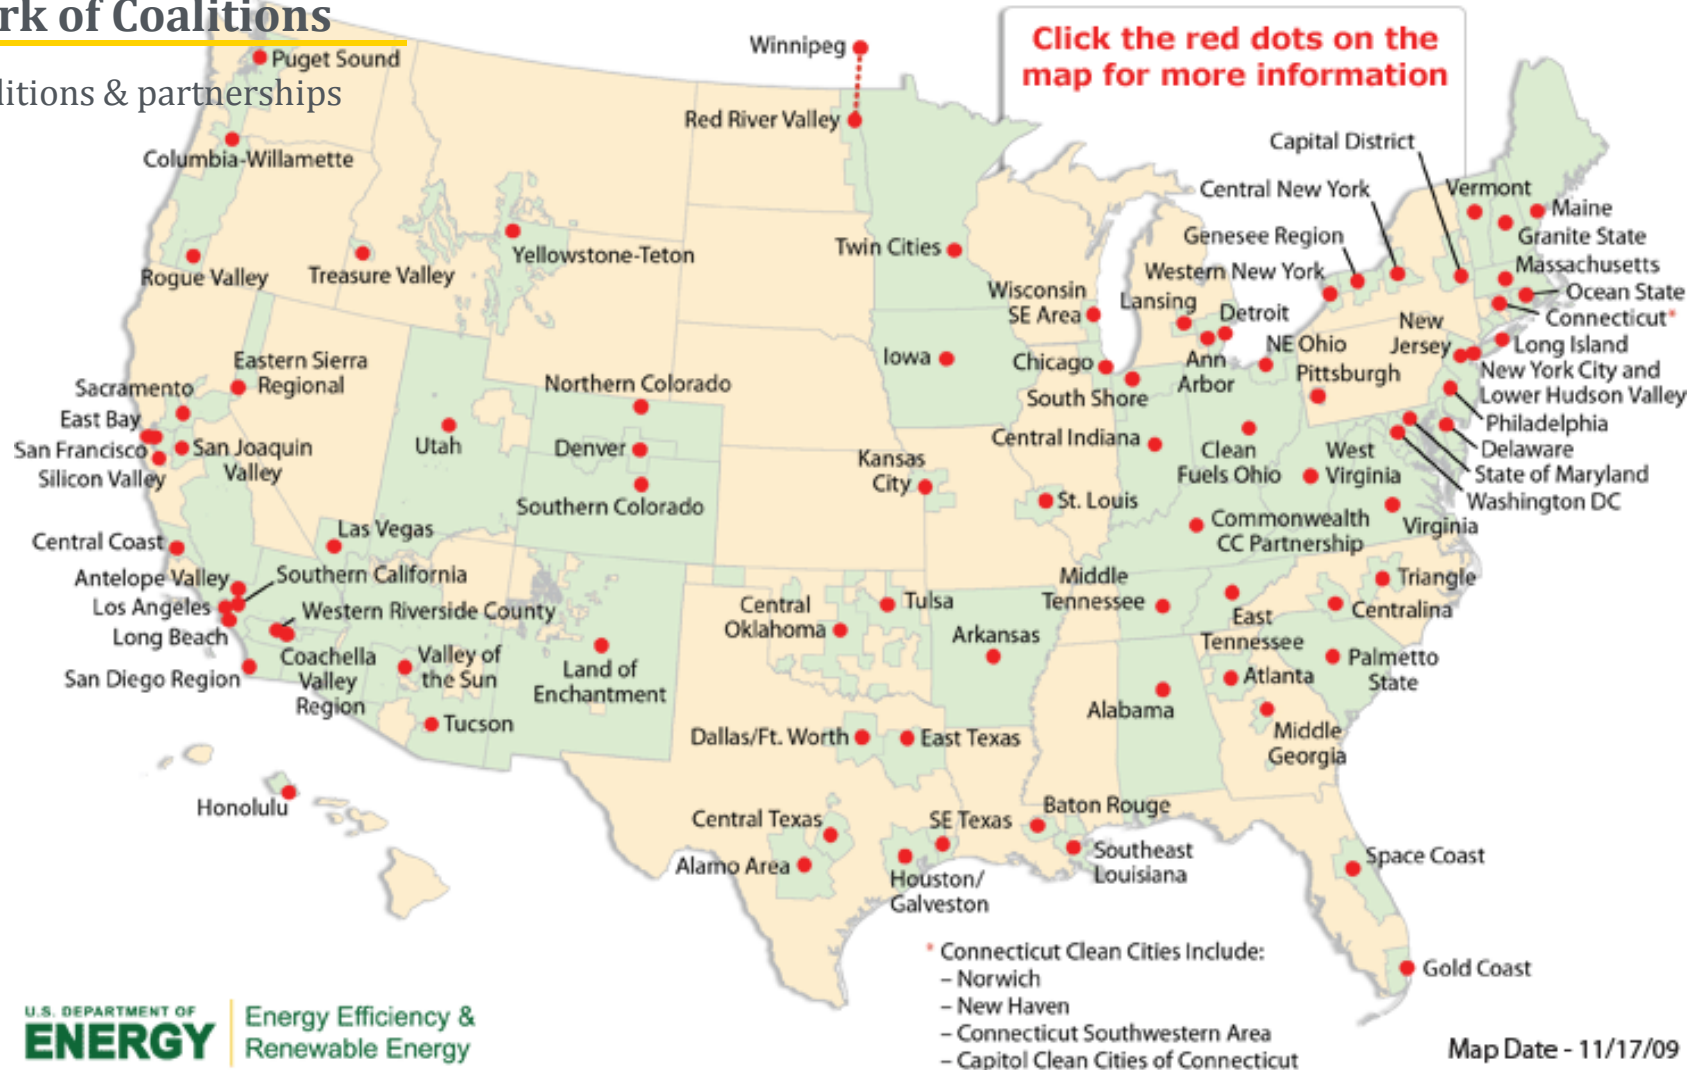 rk of Coalitions
litions & partnerships
Click the red dots on the
map for more information
Puget Sound
Columbia-Willamette
Rogue Valley
Treasure Valley
Yellowstone-Teton
Winnipeg
Red River Valley
Twin Cities
Wisconsin
SE Area
Iowa
Chicago
South Shore
Central Indiana
Lansing
Detroit
Ann
Arbor
NE Ohio
Pittsburgh
Clean
Fuels Ohio
West
Virginia
Capital District
Central New York
Genesee Region
Western New York
Vermont
Maine
Granite State
Massachusetts
Ocean State
Connecticut*
New
Jersey
Long Island
New York City and
Lower Hudson Valley
Philadelphia
Delaware
State of Maryland
Washington DC
Virginia
Eastern Sierra
Regional
Sacramento
East Bay
San Francisco
Silicon Valley
San Joaquin
Valley
Utah
Northern Colorado
Denver
Southern Colorado
Kansas
City
St. Louis
Commonwealth
CC Partnership
Las Vegas
Central Coast
Antelope Valley
Southern California
Los Angeles
Western Riverside County
Long Beach
Coachella
Valley
Region
San Diego Region
Valley of
the Sun
Tucson
Land of
Enchantment
Central
Oklahoma
Tulsa
Arkansas
Middle
Tennessee
East
Tennessee
Triangle
Centralina
Palmetto
State
Atlanta
Middle
Georgia
Alabama
Dallas/Ft. Worth
East Texas
Central Texas
Alamo Area
SE Texas
Houston/
Galveston
Baton Rouge
Southeast
Louisiana
Space Coast
Gold Coast
Honolulu
* Connecticut Clean Cities Include:
– Norwich
– New Haven
– Connecticut Southwestern Area
– Capitol Clean Cities of Connecticut
U.S. DEPARTMENT OF
ENERGY
Energy Efficiency &
Renewable Energy
Map Date - 11/17/09